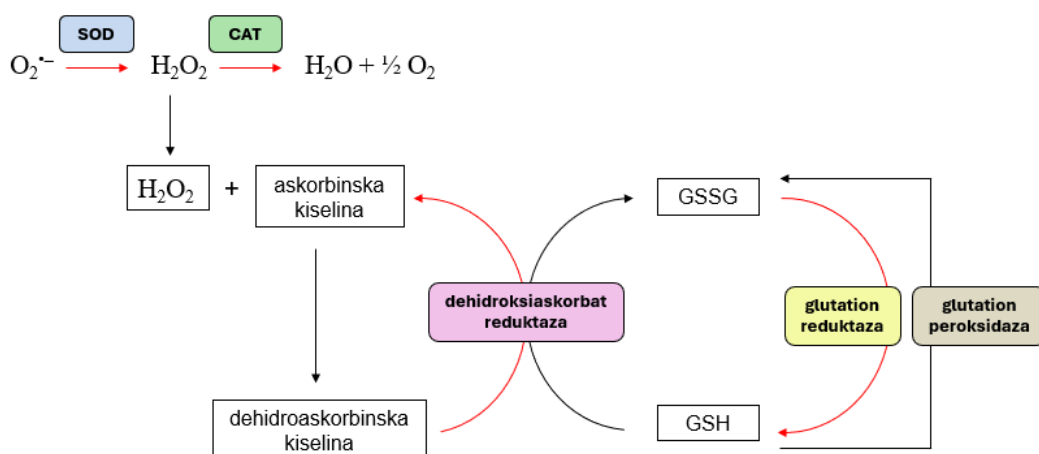 SOD
CAT
O₂•⁻
H₂O₂
H₂O + ½ O₂
H₂O₂
+
askorbinska
kiselina
GSSG
dehidroksiaskorbat
reduktaza
glutation
reduktaza
glutation
peroksidaza
dehidroaskorbinska
kiselina
GSH